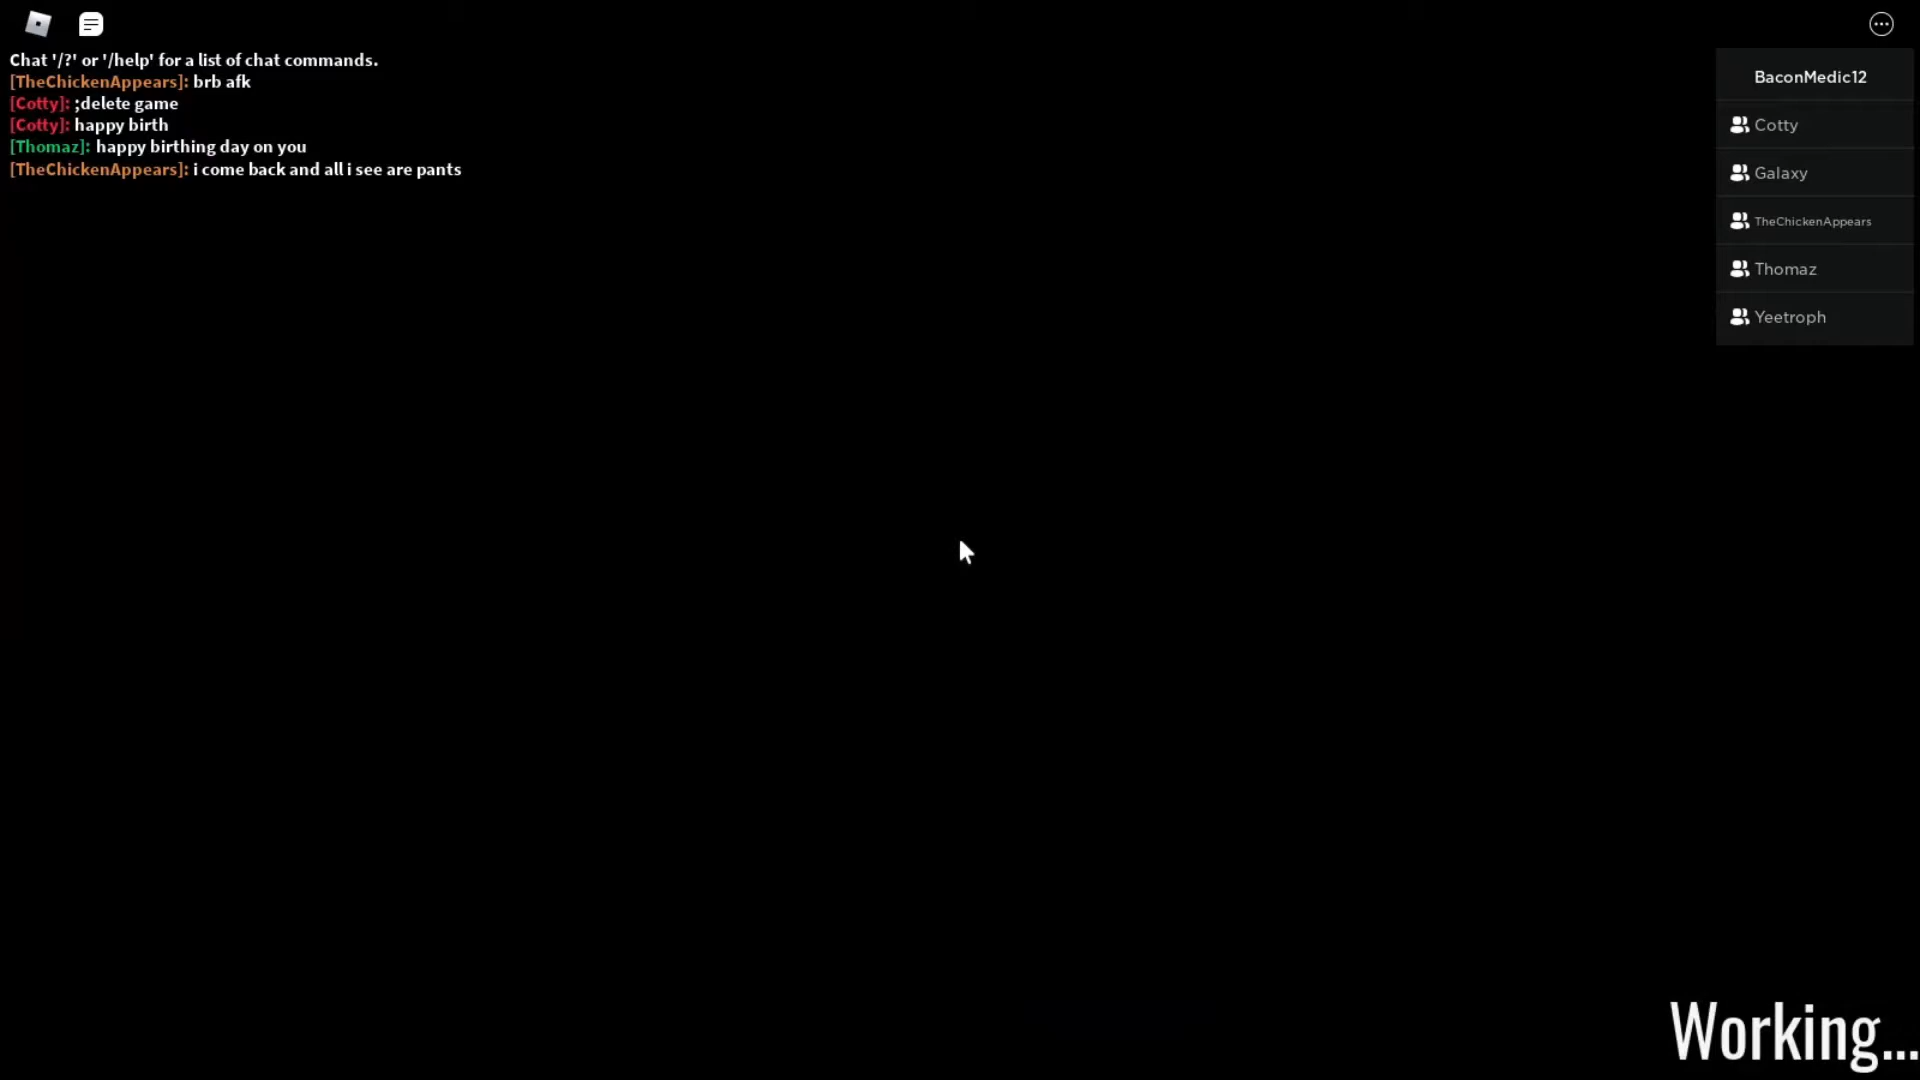 Chat '/?' or '/help' for a list of chat commands.
[TheChickenAppears]: brb afk
[Cotty]: ;delete game
[Cotty]: happy birth
[Thomaz]: happy birthing day on you
[TheChickenAppears]: i come back and all i see are pants
BaconMedic12
Cotty
Galaxy
TheChickenAppears
Thomaz
Yeetroph
Working...